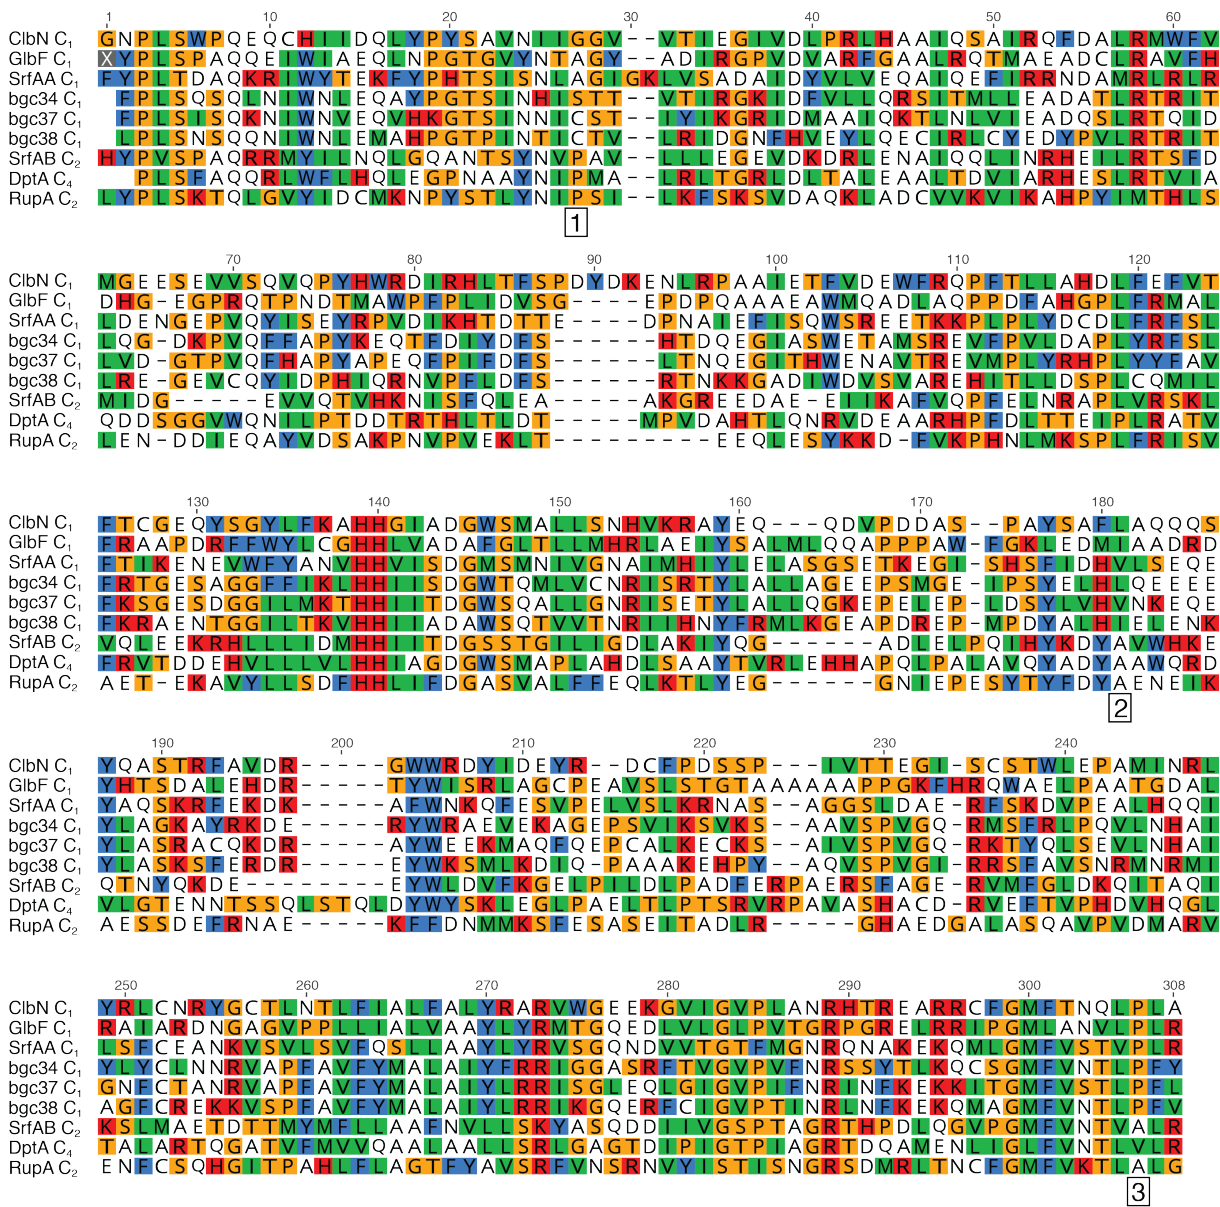 1 10 20 30 40 50 60
ClbN C₁ GNPLSWPQEQCHIIDQLYPYSAVNIIGGV--VTIEGIVDLPRLHAAIQSAIRQFDALRMWFV
GlbF C₁ XYPLSPAQQEIWIAEQLNPGTGVYNTAGY--ADIRGPVDVARFGAALRQTMAEADCLRAVFH
SrfAA C₁ FYPLTDAQKRIWYTEKFYPHTSISNLAGIGKLVSADAIDYVLVEQAIQEFIRRNDAMRLRLR
bgc34 C₁ FPLSQSQLNIWNLEQAYPGTSINHISTT--VTIRGKIDFVLLQRSITMLLEADATLRTRIT
bgc37 C₁ FPLSISQKNIWNVEQVHKGTSINNICST--IYIKGRIDMAAIQKTLNLVIEADQSLRTQID
bgc38 C₁ LPLSNSQQNIWNLEMAHPGTPINTICTV--LRIDGNFHVEYLQECIRLCYEDYPVLRTRIT
SrfAB C₂ HYPVSPAQRRMYILNQLGQANTSYNVPAV--LLLEGEVDKDRLENAIQQLINRHEILRTSFD
DptA C₄ PLSFAQQRLWFLHQLEGPNAAYNIPMA--LRLTGRLDLTALEAALTDVIARHESLRTVIA
RupA C₂ LYPLSKTQLGVYIDCMKNPYSTLYNIPSI--LKFSKSVDAQKLADCVVKVIKAHPYIMTHLS
1
70 80 90 100 110 120
ClbN C₁ MGEESEVVSQVQPYHWRDIRHLTFSPDYDKENLRPAAIETFVDEWFRQPFTLLAHDLFEFVT
GlbF C₁ DHG-EGPRQTPNDTMAWPFPLIDVSG----EPDPQAAAEAWMQADLAQPPDFAHGPLFRMAL
SrfAA C₁ LDENGEPVQYISEYRPVDIKHTDTTE----DPNAIEFISQWSREETKKPLPLYDCDLFRFSL
bgc34 C₁ LQG-DKPVQFFAPYKEQTFDIYDFS------HTDQEGIASWETAMSREVFPVLDAPLYRFSL
bgc37 C₁ LVD-GTPVQFHAPYAPEQFPIFDFS------LTNQEGITHWENAVTREVMPLYRHPLYYFAV
bgc38 C₁ LRE-GEVCQYIDPHIQRNVPFLDFS------RTNKKGADIWDVSVAREHITLLDSPLCQMIL
SrfAB C₂ MIDG-----EVVQTVHKNISFQLEA-----AKGREEDAE-EIIKAFVQPFELNRAPLVRSKL
DptA C₄ QDDSGGVWQNILPTDDTRTHLTLDT-----MPVDAHTLQNRVDEAARHPFDLTTEIPLRATV
RupA C₂ LEN-DDIEQAYVDSAKPNVPVEKLT---------EEQLESYKKD-FVKPHNLMKSPLFRISV
130 140 150 160 170 180
ClbN C₁ FTCGEQYSGYLFKAHHGIADGWSMALLSNHVKRAYEQ---QDVPDDAS--PAYSAFLAQQQS
GlbF C₁ FRAAPDRFFWYLCGHHLVADAFGLTLLMHRLAEIYSALMLQQAPPPAW-FGKLEDMIAADRD
SrfAA C₁ FTIKENEVWFYANVHHVISDGMSMNIVGNAIMHIYLELASGSETKEGI-SHSFIDHVLSEQE
bgc34 C₁ FRTGESAGGFFIKLHHIISDGWTQMLVCNRISRTYLALLAGEEPSMGE-IPSYELHLQEEEE
bgc37 C₁ FKSGESDGGILMKTHHIITDGWSQALLGNRISETYLALLQGKEPELEP-LDSYLVHVNKEQE
bgc38 C₁ FKRAENTGGILTKVHHIIADAWSQTVVTNRIIHNYFRMLKGEAPDREP-MPDYALHIELENK
SrfAB C₂ VQLEEKRHLLLIDMHHIITDGSSTGILIGDLAKIYQG------ADLELPQIHYKDYAVWHKE
DptA C₄ FRVTDDEHVLLLVLHHIAGDGWSMAPLAHDLSAAYTVRLEHHAPQLPALAVQYADYAAWQRD
RupA C₂ AET-EKAVYLLSDFHHLIFDGASVALFFEQLKTLYEG------GNIEPESYTYFDYAENEIK
2
190 200 210 220 230 240
ClbN C₁ YQASTRFAVDR-----GWWRDYIDEYR--DCFPDSSP---IVTTEGI-SCSTWLEPAMINRL
GlbF C₁ YHTSDALEHDR-----TYWISRLAGCPEAVSLSTGTAAAAAAPPGKFHRQWAELPAATGDAL
SrfAA C₁ YAQSKRFEKDK-----AFWNKQFESVPELVSLKRNAS---AGGSLDAE-RFSKDVPEALHQQI
bgc34 C₁ YLAGKAYRKDE-----RYWRAEVEKAGEPSVIKSVKS---AAVSPVGQ-RMSFRLPQVLNHAI
bgc37 C₁ YLASRACQKDR-----AYWEEKMAQFQEPCALKECKS---AIVSPVGQ-RKTYQLSEVLNHAI
bgc38 C₁ YLASKSFERDR-----EYWKSMLKDIQ-PAAAKEHPY---AQVSPVGI-RRSFAVSNRMNRMI
SrfAB C₂ QTNYQKDE--------EYWLDVFKGELPILDLPADFERPAERSFAGE-RVMFGLDKQITAQI
DptA C₄ VLGTENNTSSQLSTQLDYWYSKLEGLPAELTLPTSRVRPAVASHACD-RVEFTVPHDVHQGL
RupA C₂ AESSDEFRNAE-----KFFDNMMKSFESASEITADLR-----GHAEDGALASQAVPVDMARV
250 260 270 280 290 300 308
ClbN C₁ YRLCNRYGCTLNTLFIALFALYRARVWGEEKGVIGVPLANRHTREARRCFGMFTNQLPLA
GlbF C₁ RAIARDNGAGVPPLLIALVAAYLYRMTGQEDLVLGLPVTGRPGRELRRIPGMLANVLPLR
SrfAA C₁ LSFCEANKVSVLSVFQSLLAAYLYRVSGQNDVVTGTFMGNRQNAKEKQMLGMFVSTVPLR
bgc34 C₁ YLYCLNNRVAPFAVFYMALAIYFRRIGGASRFTVGVPVFNRSSYTLKQCSGMFVNTLPFY
bgc37 C₁ GNFCTANRVAPFAVFYMALAIYLRRISGLEQLGIGVPIFNRINFKEKKITGMFVSTLPFL
bgc38 C₁ AGFCREKKVSPFAVFYMALAIYLRRIKGQERFCIGVPTINRLNFKEKQMAGMFVNTLPFV
SrfAB C₂ KSLMAETDTTMYMFLLAAFNVLLSKYASQDDIIVGSPTAGRTHPDLQGVPGMFVNTVALR
DptA C₄ TALARTQGATVFMVVQAALAALLSRLGAGTDIPIGTPIAGRTDQAMENLIGLFVNTLVLR
RupA C₂ ENFCSQHGITPAHLFLAGTFYAVSRFVNSRNVYISTISNGRSDMRLTNCFGMFVKTLALG
3